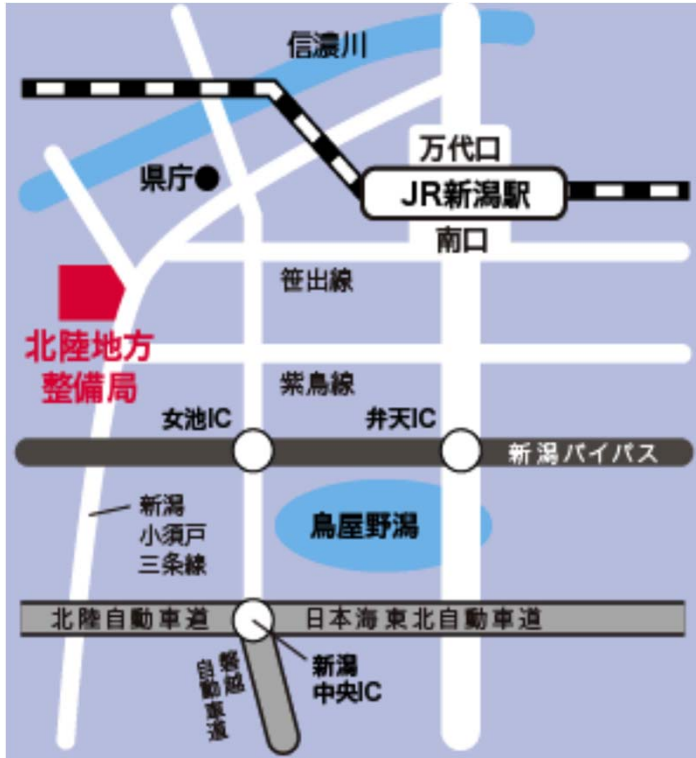 信濃川
万代口
県庁
JR新潟駅
南口
笹出線
北陸地方
整備局
紫鳥線
女池IC
弁天IC
新潟バイパス
新潟
小須戸
三条線
鳥屋野潟
北陸自動車道
日本海東北自動車道
磐越
自動車道
新潟
中央IC